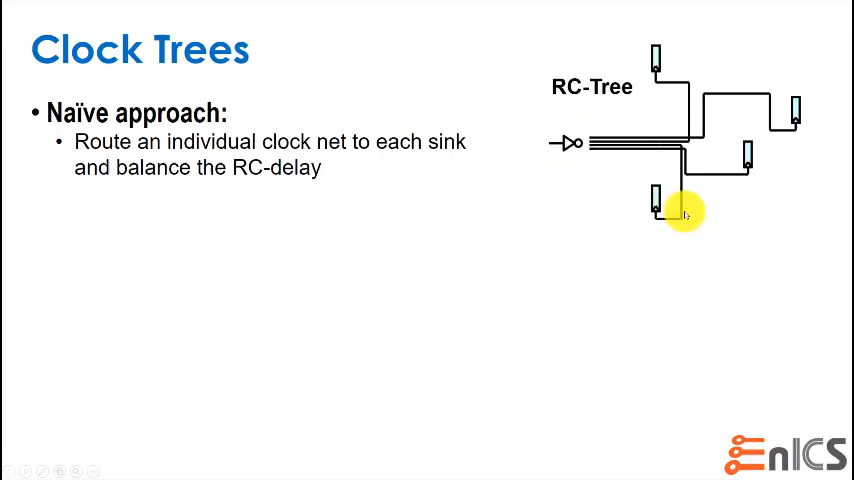 Clock Trees
• Naïve approach:
• Route an individual clock net to each sink
and balance the RC-delay
RC-Tree
EnICS